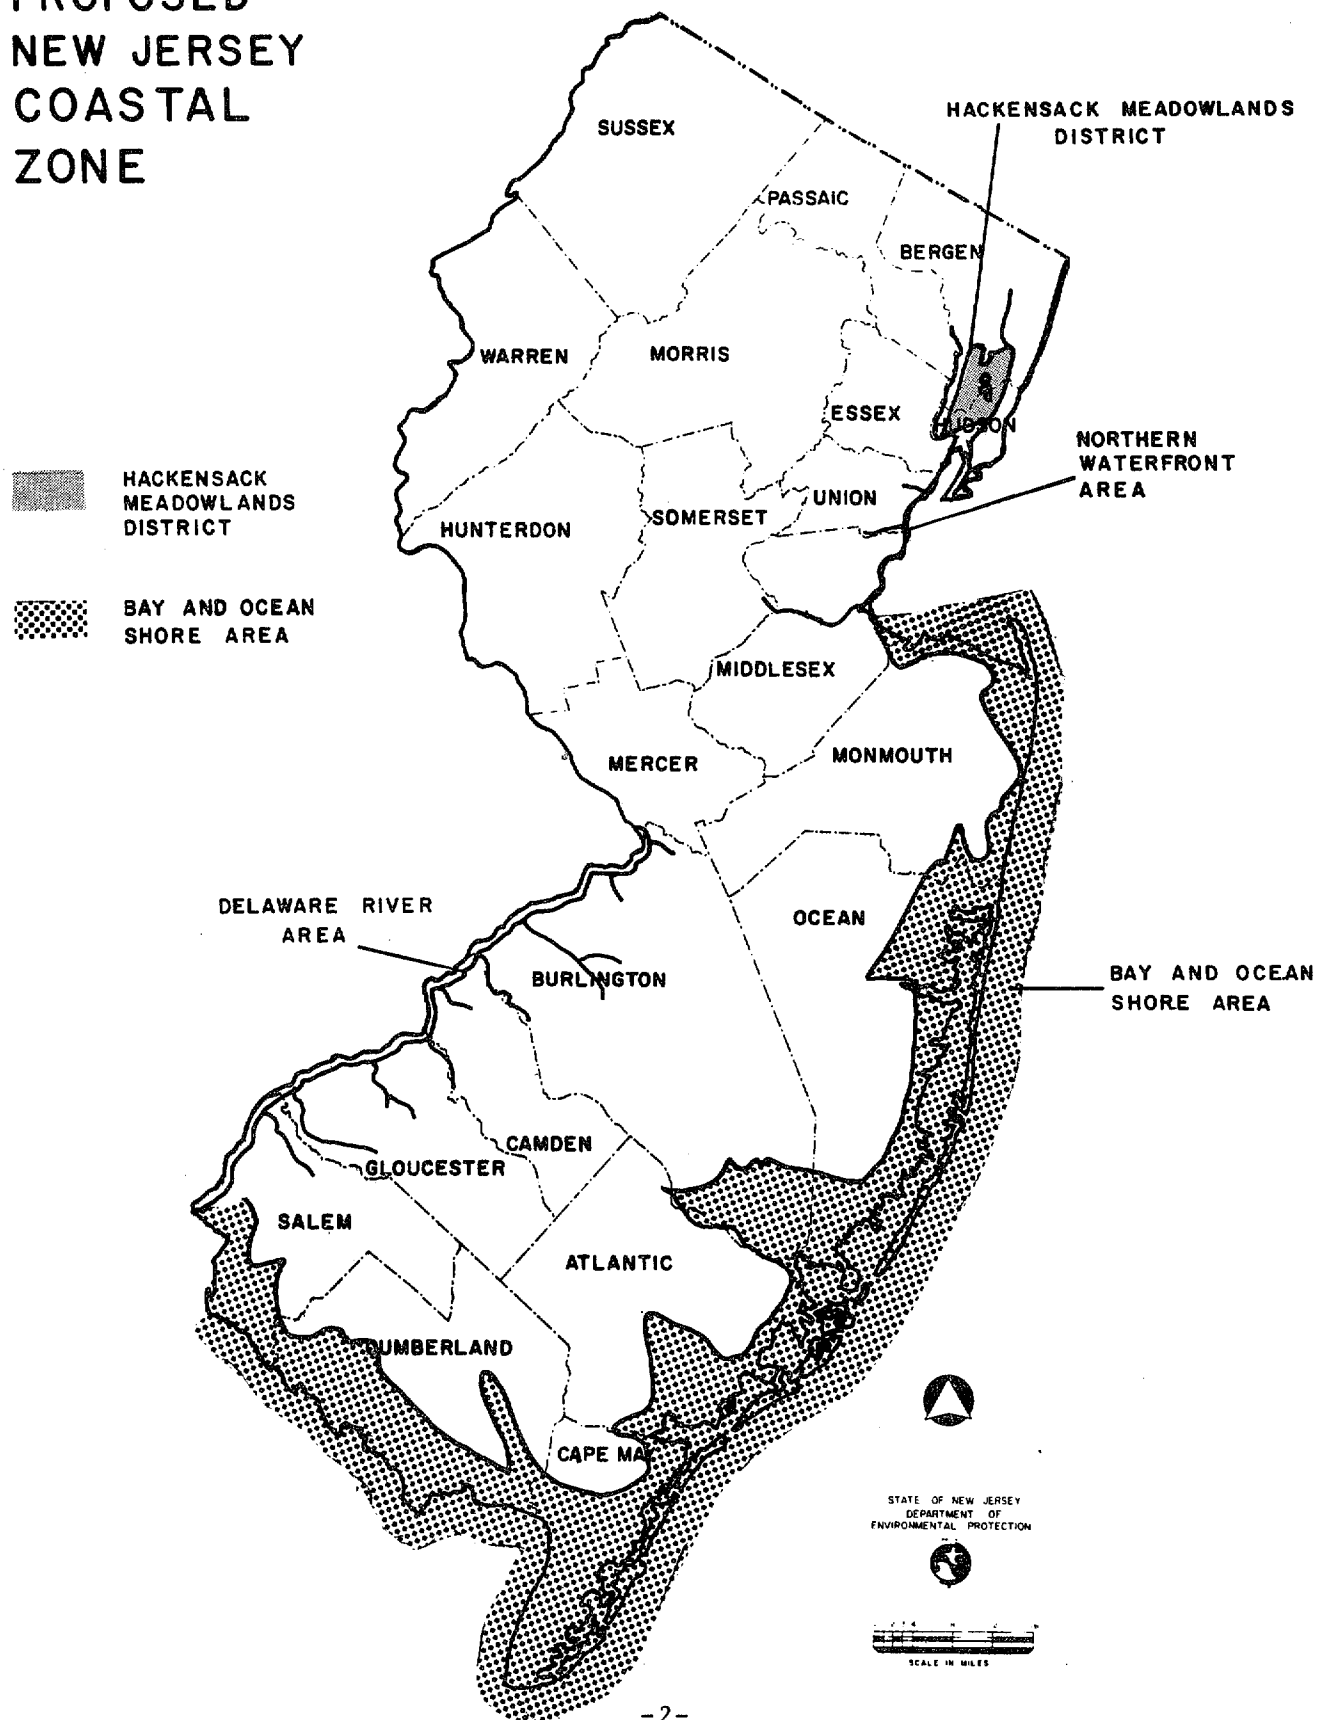 PROPOSED
NEW JERSEY
COASTAL
ZONE
HACKENSACK MEADOWLANDS
DISTRICT
SUSSEX
PASSAIC
BERGEN
WARREN
MORRIS
ESSEX
HUDSON
NORTHERN
WATERFRONT
AREA
HACKENSACK
MEADOWLANDS
DISTRICT
HUNTERDON
SOMERSET
UNION
BAY AND OCEAN
SHORE AREA
MIDDLESEX
MERCER
MONMOUTH
DELAWARE RIVER
AREA
OCEAN
BURLINGTON
BAY AND OCEAN
SHORE AREA
CAMDEN
GLOUCESTER
SALEM
ATLANTIC
CUMBERLAND
CAPE MA
STATE OF NEW JERSEY
DEPARTMENT OF
ENVIRONMENTAL PROTECTION
SCALE IN MILES
-2-